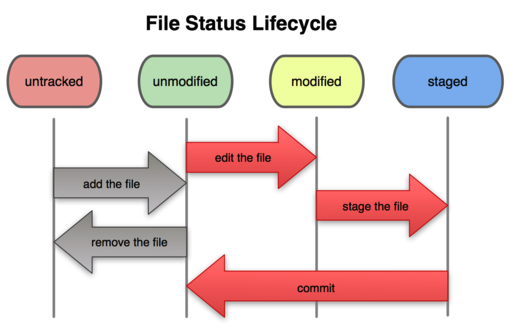 File Status Lifecycle
untracked
unmodified
modified
staged
edit the file
add the file
stage the file
remove the file
commit